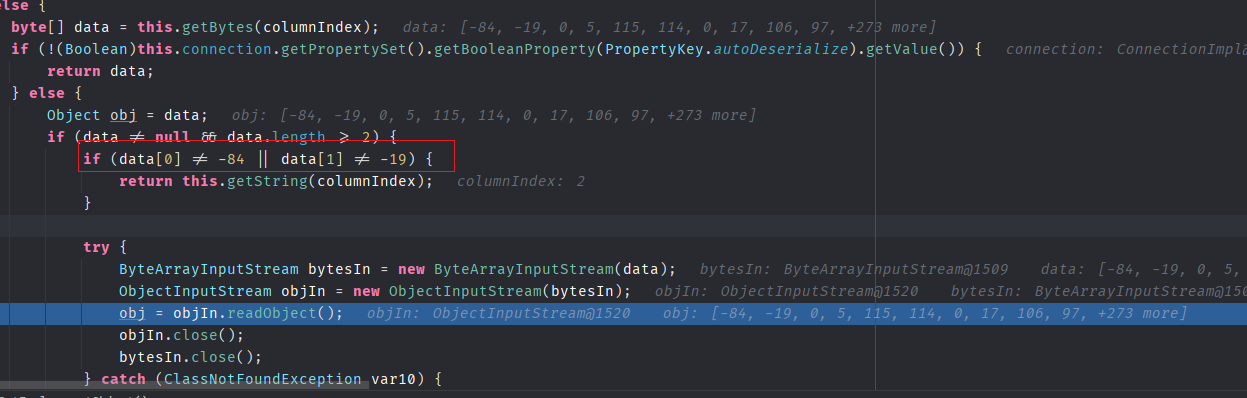 else {
byte[] data = this.getBytes(columnIndex); data: [-84, -19, 0, 5, 115, 114, 0, 17, 106, 97, +273 more]
if (!(Boolean)this.connection.getPropertySet().getBooleanProperty(PropertyKey.autoDeserialize).getValue()) { connection: ConnectionImpl@
return data;
} else {
Object obj = data; obj: [-84, -19, 0, 5, 115, 114, 0, 17, 106, 97, +273 more]
if (data ≠ null && data.length ≥ 2) {
if (data[0] ≠ -84 || data[1] ≠ -19) {
return this.getString(columnIndex); columnIndex: 2
}
try {
ByteArrayInputStream bytesIn = new ByteArrayInputStream(data); bytesIn: ByteArrayInputStream@1509 data: [-84, -19, 0, 5,
ObjectInputStream objIn = new ObjectInputStream(bytesIn); objIn: ObjectInputStream@1520 bytesIn: ByteArrayInputStream@150
obj = objIn.readObject(); objIn: ObjectInputStream@1520 obj: [-84, -19, 0, 5, 115, 114, 0, 17, 106, 97, +273 more]
objIn.close();
bytesIn.close();
} catch (ClassNotFoundException var10) {